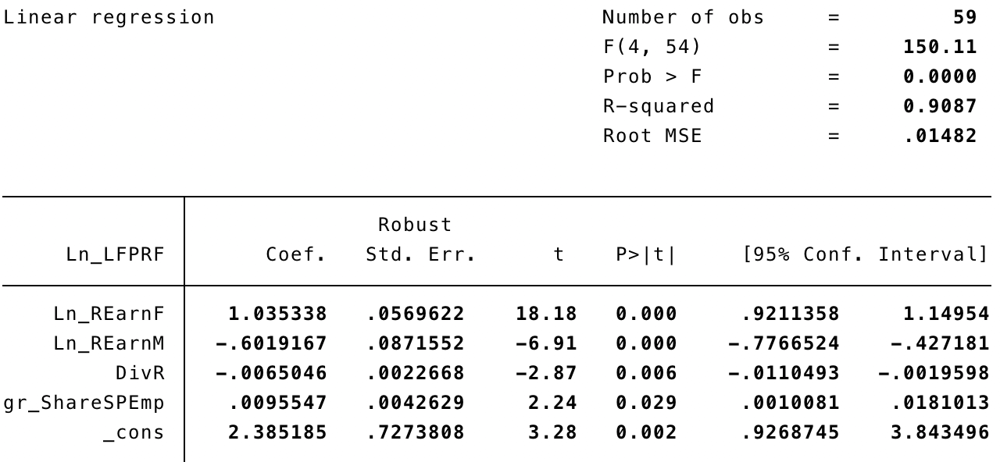 Linear regression Number of obs = 59
F(4, 54) = 150.11
Prob > F = 0.0000
R-squared = 0.9087
Root MSE = .01482
Robust
Ln_LFPRF Coef. Std. Err. t P>|t| [95% Conf. Interval]
Ln_REarnF 1.035338 .0569622 18.18 0.000 .9211358 1.14954
Ln_REarnM -.6019167 .0871552 -6.91 0.000 -.7766524 -.427181
DivR -.0065046 .0022668 -2.87 0.006 -.0110493 -.0019598
gr_ShareSPEmp .0095547 .0042629 2.24 0.029 .0010081 .0181013
_cons 2.385185 .7273808 3.28 0.002 .9268745 3.843496